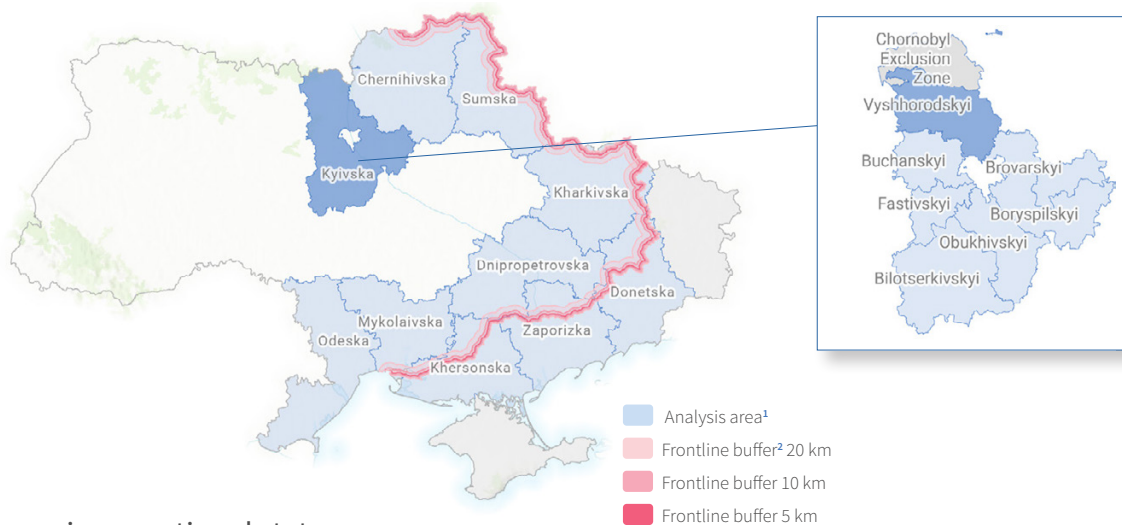 Chernihivska
Sumska
Kyivska
Kharkivska
Dnipropetrovska
Donetska
Mykolaivska
Zaporizka
Odeska
Khersonska
Chornobyl
Exclusion
Zone
Vyshhorodskyi
Buchanskyi
Brovarskyi
Fastivskyi
Boryspilskyi
Obukhivskyi
Bilotserkivskyi
Analysis area¹
Frontline buffer² 20 km
Frontline buffer 10 km
Frontline buffer 5 km